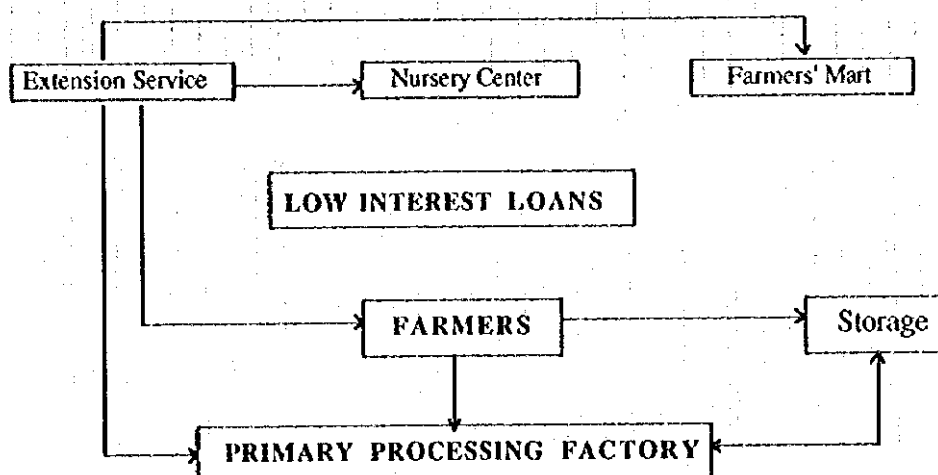 Extension Service
Nursery Center
Farmers' Mart
LOW INTEREST LOANS
FARMERS
Storage
PRIMARY PROCESSING FACTORY